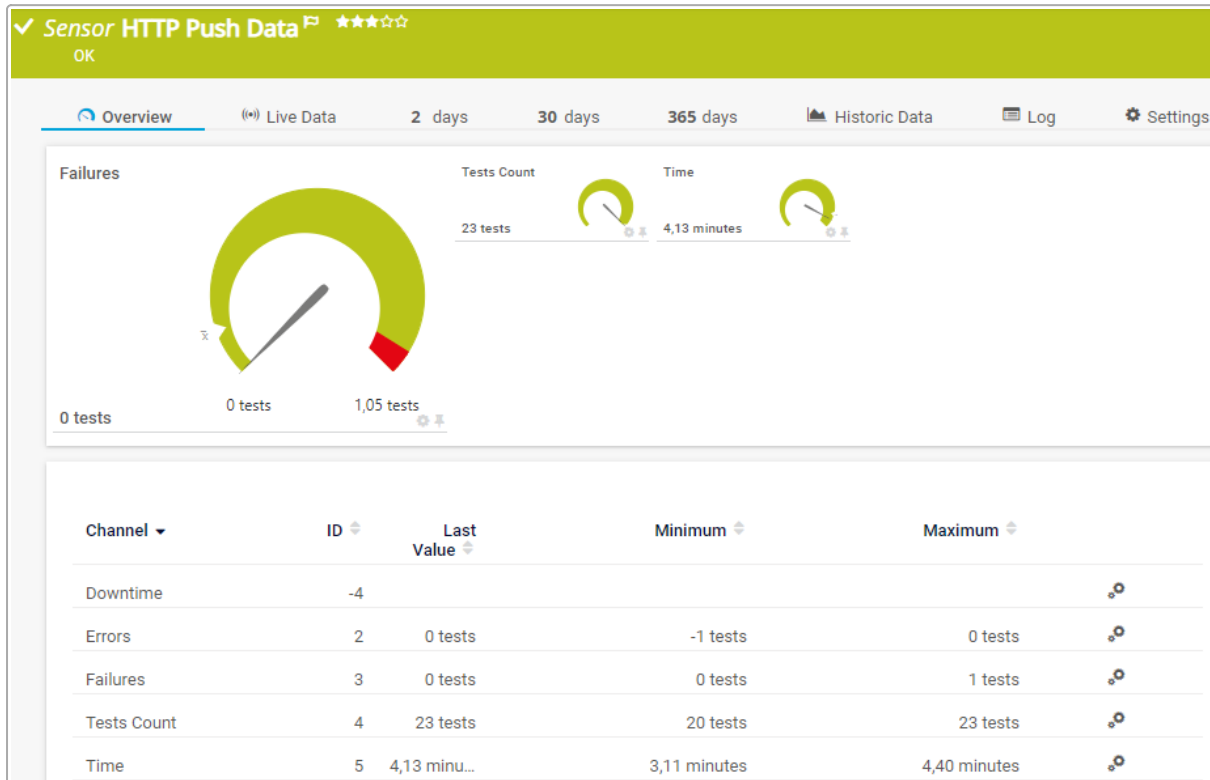 Sensor HTTP Push Data
OK
Overview Live Data 2 days 30 days 365 days Historic Data Log Settings
Failures
0 tests 1,05 tests
0 tests
Tests Count
23 tests
Time
4,13 minutes
x̄
Channel ID Last Value Minimum Maximum
Downtime -4
Errors 2 0 tests -1 tests 0 tests
Failures 3 0 tests 0 tests 1 tests
Tests Count 4 23 tests 20 tests 23 tests
Time 5 4,13 minu... 3,11 minutes 4,40 minutes